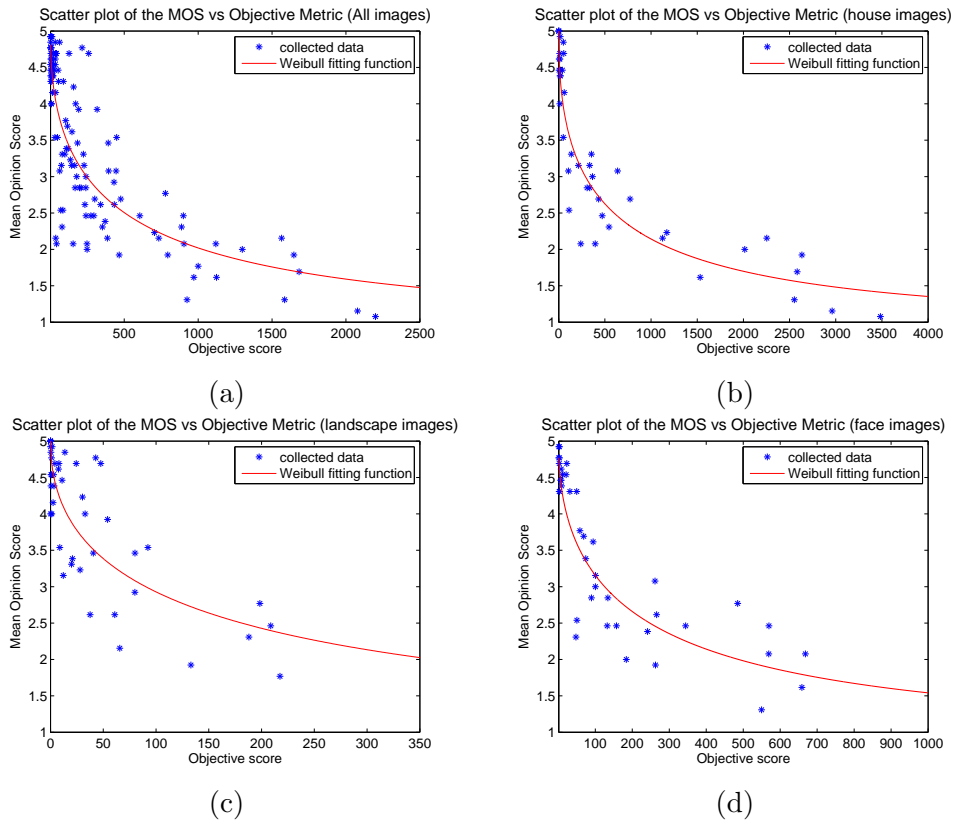 Scatter plot of the MOS vs Objective Metric (All images)
5
4.5
4
3.5
3
2.5
2
1.5
1
Mean Opinion Score
collected data
Weibull fitting function
500
1000
1500
2000
2500
Objective score
(a)
Scatter plot of the MOS vs Objective Metric (house images)
5
4.5
4
3.5
3
2.5
2
1.5
1
Mean Opinion Score
collected data
Weibull fitting function
0
500
1000
1500
2000
2500
3000
3500
4000
Objective score
(b)
Scatter plot of the MOS vs Objective Metric (landscape images)
5
4.5
4
3.5
3
2.5
2
1.5
1
Mean Opinion Score
collected data
Weibull fitting function
0
50
100
150
200
250
300
350
Objective score
(c)
Scatter plot of the MOS vs Objective Metric (face images)
5
4.5
4
3.5
3
2.5
2
1.5
1
Mean Opinion Score
collected data
Weibull fitting function
100
200
300
400
500
600
700
800
900
1000
Objective score
(d)